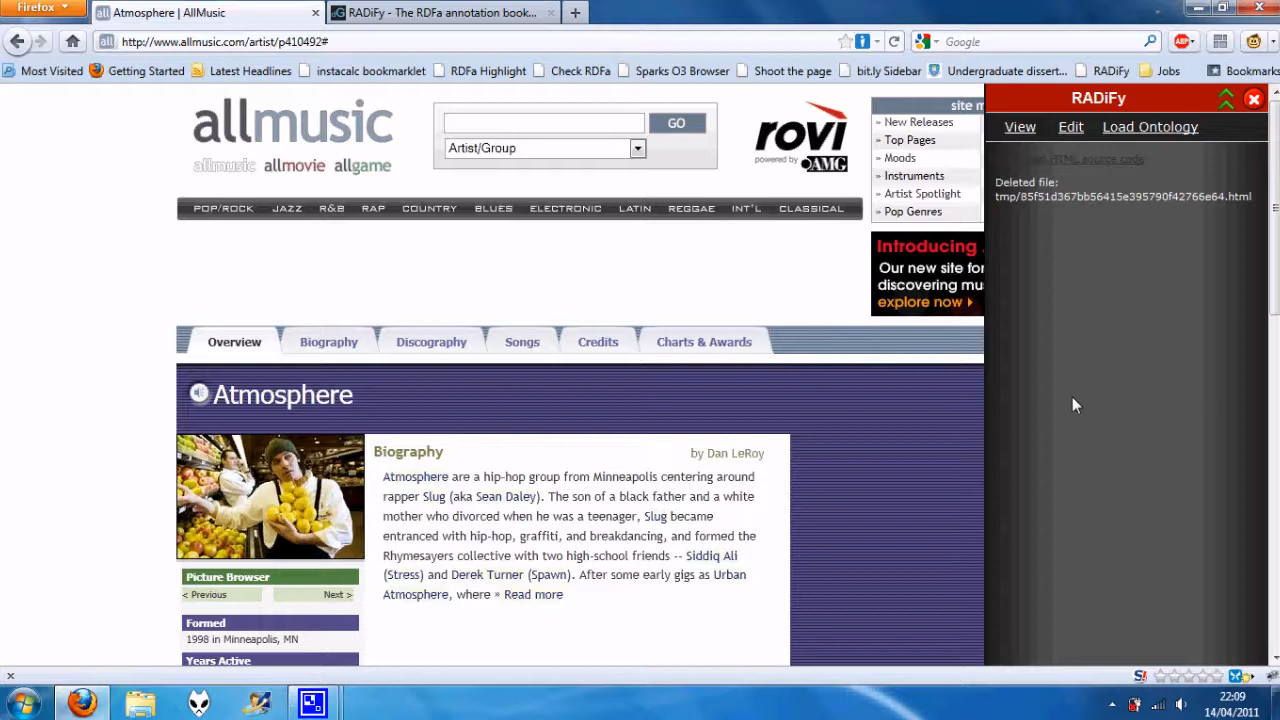 Firefox
Atmosphere | AllMusic
RADiFy - The RDFa annotation book...
http://www.allmusic.com/artist/p410492#
Google
ABP
Most Visited
Getting Started
Latest Headlines
instacalc bookmarklet
RDFa Highlight
Check RDFa
Sparks O3 Browser
Shoot the page
bit.ly Sidebar
Undergraduate dissert...
RADiFy
Jobs
Bookmarks
allmusic
allmusic allmovie allgame
GO
Artist/Group
rovi
powered by AMG
site m
» New Releases
» Top Pages
» Moods
» Instruments
» Artist Spotlight
» Pop Genres
POP/ROCK JAZZ R&B RAP COUNTRY BLUES ELECTRONIC LATIN REGGAE INT'L CLASSICAL
Introducing
Our new site for
discovering mus
explore now
RADiFy
View Edit Load Ontology
HTML source code
Deleted file:
tmp/85f51d367bb56415e395790f42766e64.html
Overview
Biography
Discography
Songs
Credits
Charts & Awards
Atmosphere
Biography
by Dan LeRoy
Atmosphere are a hip-hop group from Minneapolis centering around
rapper Slug (aka Sean Daley). The son of a black father and a white
mother who divorced when he was a teenager, Slug became
entranced with hip-hop, graffiti, and breakdancing, and formed the
Rhymesayers collective with two high-school friends -- Siddiq Ali
(Stress) and Derek Turner (Spawn). After some early gigs as Urban
Atmosphere, where » Read more
Picture Browser
< Previous
Next >
Formed
1998 in Minneapolis, MN
Years Active
22:09
14/04/2011